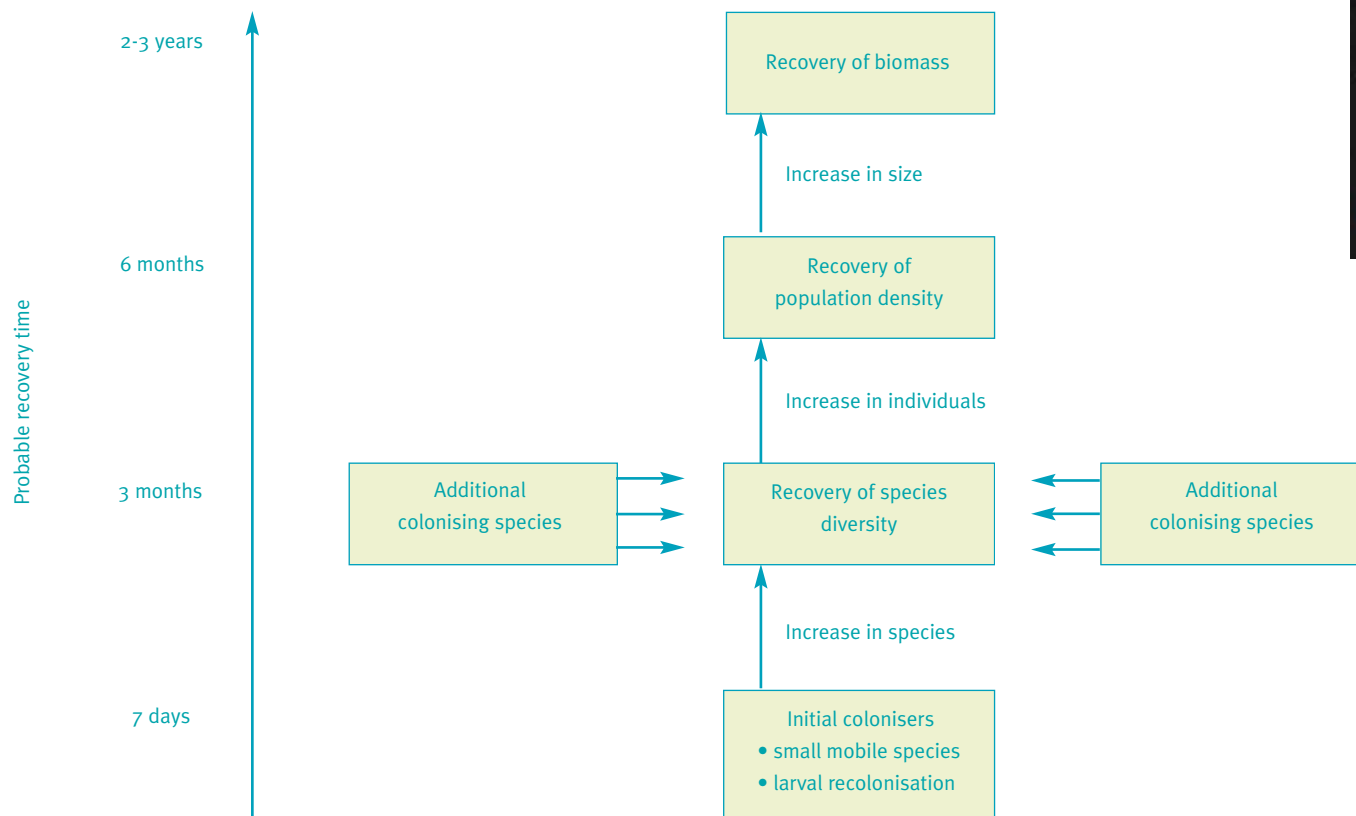 2-3 years
Recovery of biomass
Increase in size
6 months
Recovery of
population density
Probable recovery time
Increase in individuals
3 months
Additional
colonising species
Recovery of species
diversity
Additional
colonising species
Increase in species
7 days
Initial colonisers
• small mobile species
• larval recolonisation